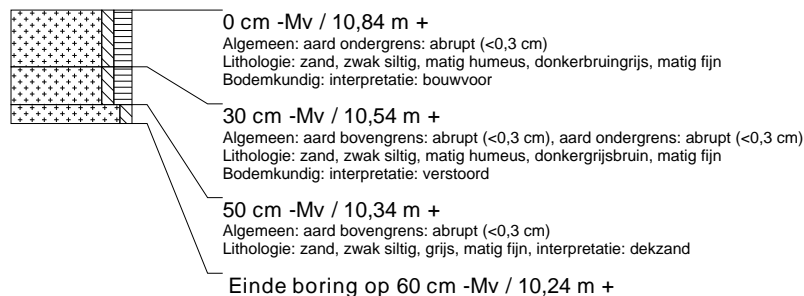 0 cm -Mv / 10,84 m +
Algemeen: aard ondergrens: abrupt (<0,3 cm)
Lithologie: zand, zwak siltig, matig humeus, donkerbruingrijs, matig fijn
Bodemkundig: interpretatie: bouwvoor
30 cm -Mv / 10,54 m +
Algemeen: aard bovengrens: abrupt (<0,3 cm), aard ondergrens: abrupt (<0,3 cm)
Lithologie: zand, zwak siltig, matig humeus, donkergrijsbruin, matig fijn
Bodemkundig: interpretatie: verstoord
50 cm -Mv / 10,34 m +
Algemeen: aard bovengrens: abrupt (<0,3 cm)
Lithologie: zand, zwak siltig, grijs, matig fijn, interpretatie: dekzand
Einde boring op 60 cm -Mv / 10,24 m +